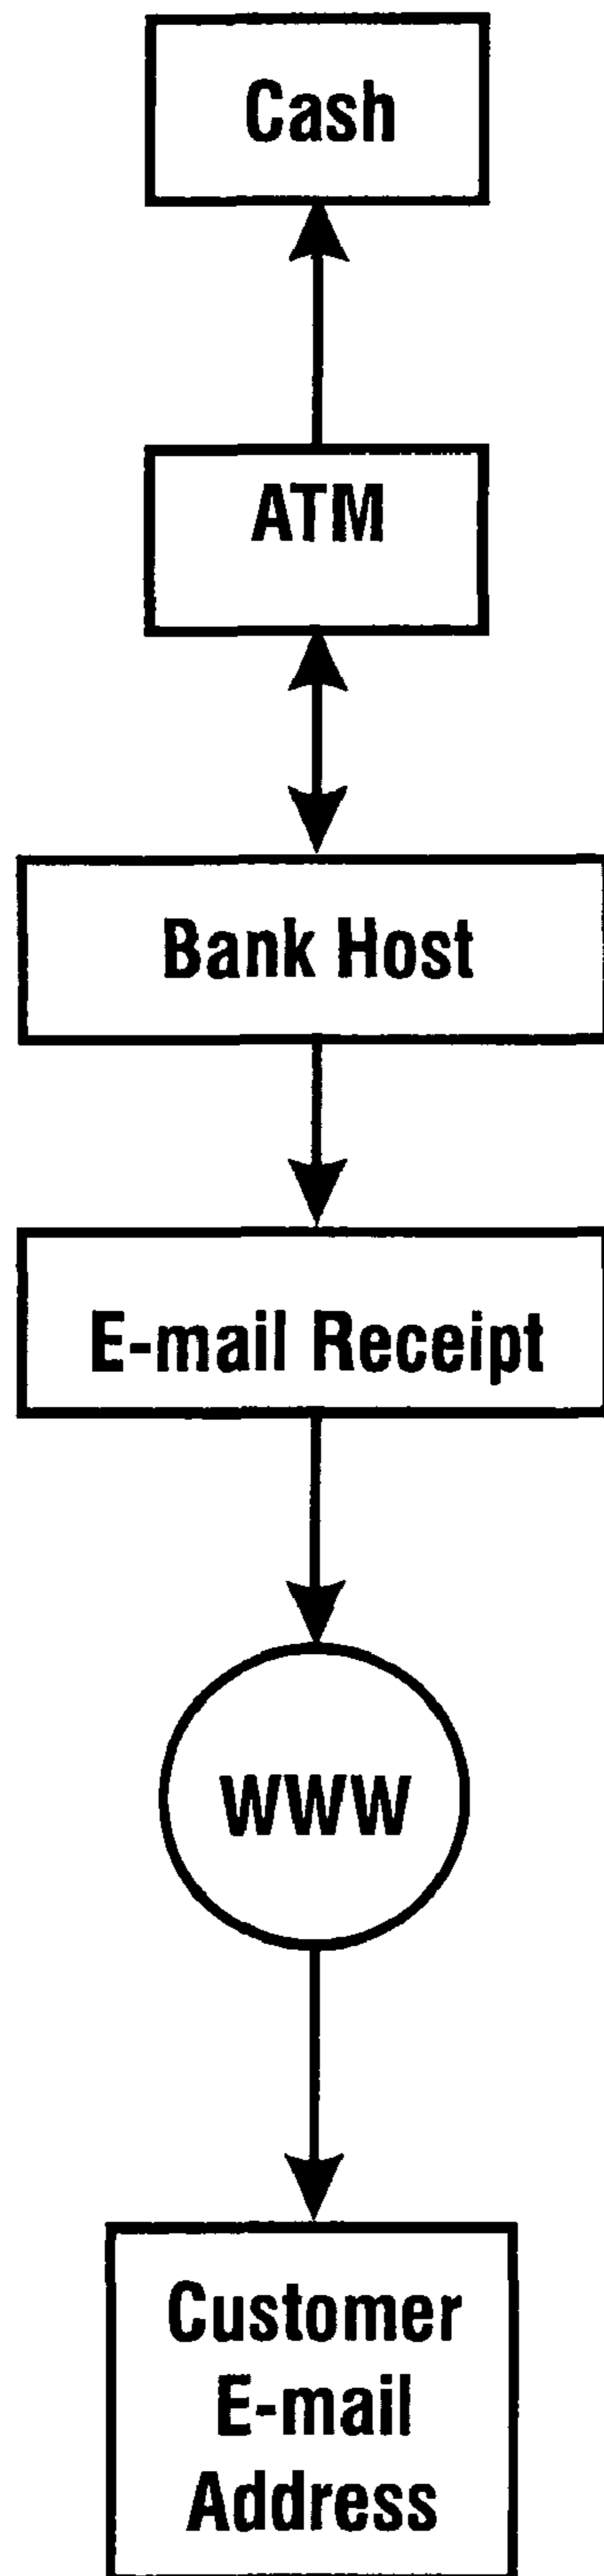 Cash
ATM
Bank Host
E-mail Receipt
WWW
Customer
E-mail
Address